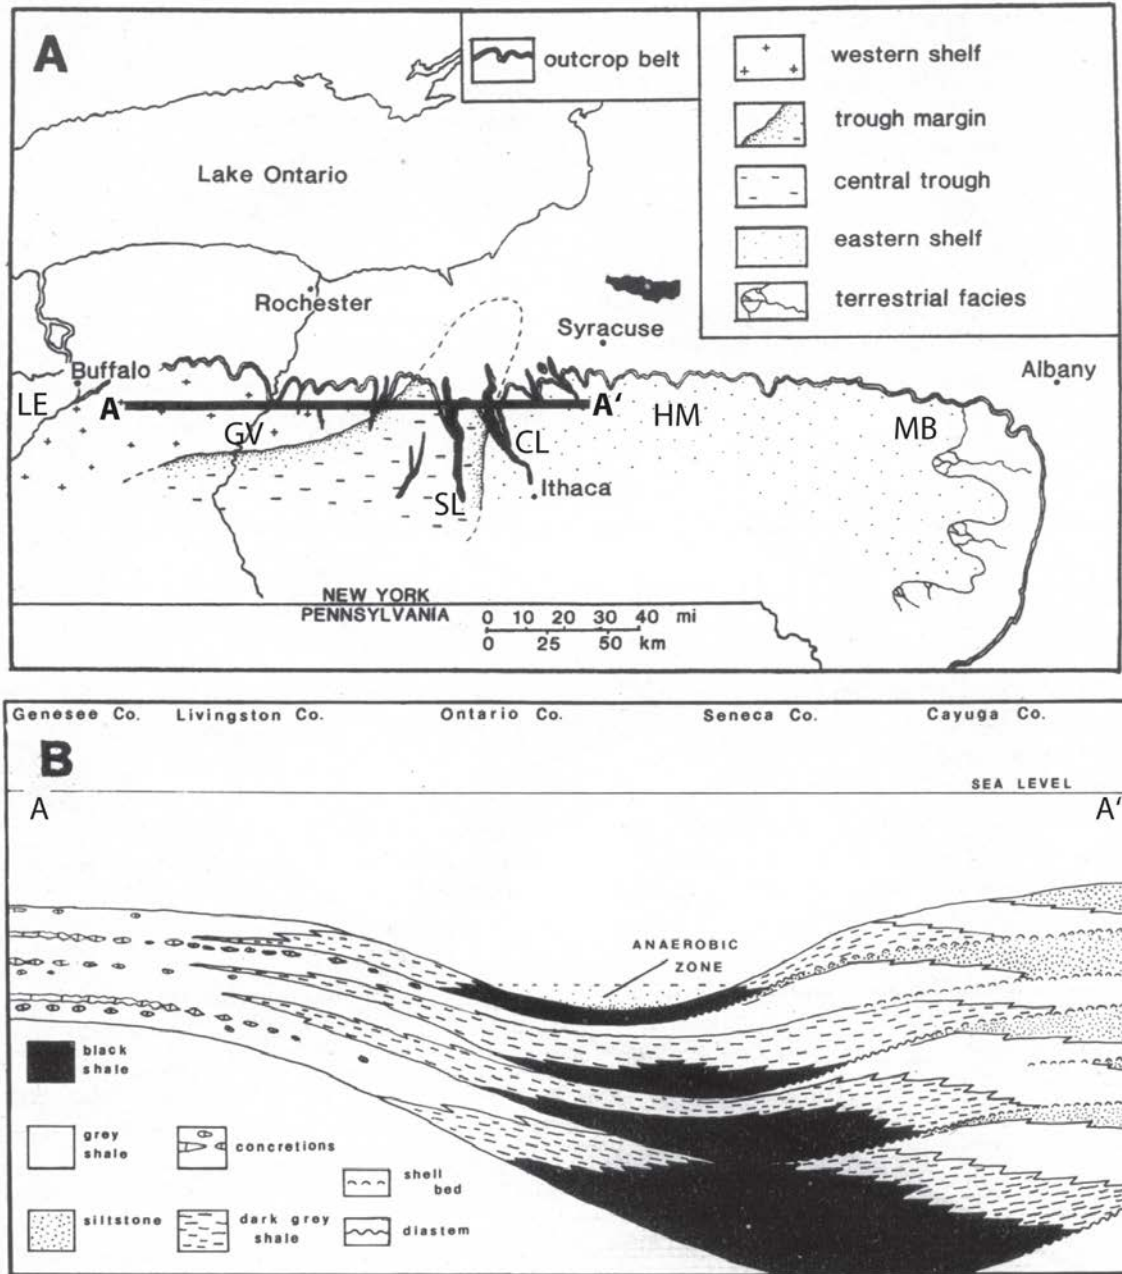 A
outcrop belt
western shelf
trough margin
central trough
eastern shelf
terrestrial facies
Lake Ontario
Rochester
Syracuse
Buffalo
Albany
LE
A
A'
HM
MB
GV
CL
SL
Ithaca
NEW YORK
PENNSYLVANIA
0 10 20 30 40 mi
0 25 50 km
Genesee Co. Livingston Co. Ontario Co. Seneca Co. Cayuga Co.
B
SEA LEVEL
A
A'
ANAEROBIC
ZONE
black
shale
grey
shale
concretions
shell
bed
siltstone
dark grey
shale
diastem